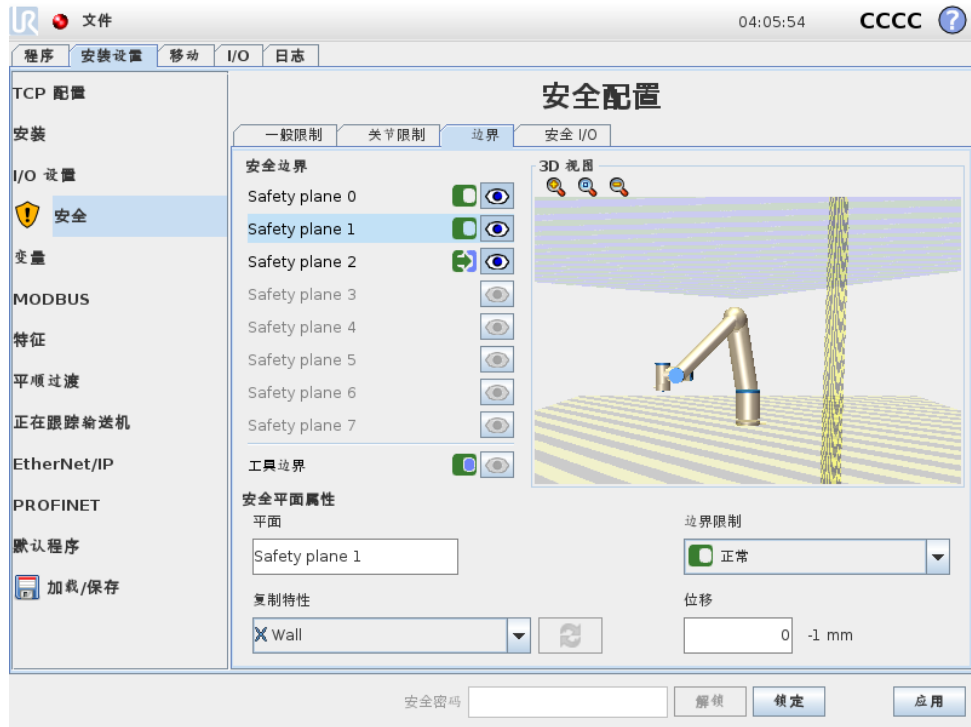 UR 文件 04:05:54 CCCC ?
程序 安装设置 移动 I/O 日志
TCP 配置
安装
I/O 设置
安全
变量
MODBUS
特征
平顺过渡
正在跟踪输送机
EtherNet/IP
PROFINET
默认程序
加载/保存
安全配置
一般限制 关节限制 边界 安全 I/O
安全边界
Safety plane 0
Safety plane 1
Safety plane 2
Safety plane 3
Safety plane 4
Safety plane 5
Safety plane 6
Safety plane 7
工具边界
3D 视图
安全平面属性
平面
Safety plane 1
边界限制
正常
复制特性
Wall
位移
0 -1 mm
安全密码 解锁 锁定 应用